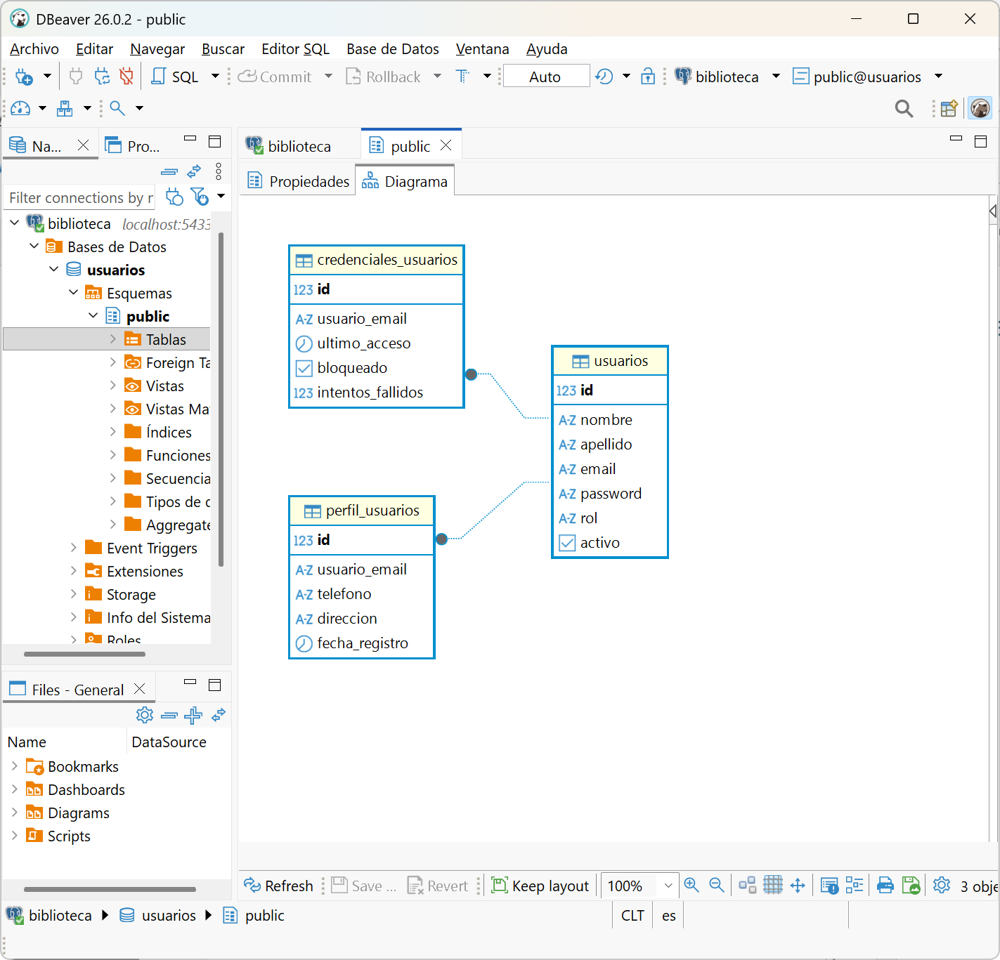 DBeaver 26.0.2 - public
Archivo Editar Navegar Buscar Editor SQL Base de Datos Ventana Ayuda
SQL Commit Rollback T Auto biblioteca public@usuarios
Na... Pro... biblioteca public
Propiedades Diagrama
Filter connections by r
biblioteca localhost:5433
Bases de Datos
usuarios
Esquemas
public
Tablas
Foreign Ta
Vistas
Vistas Ma
Índices
Funciones
Secuencia
Tipos de d
Aggregate
Event Triggers
Extensiones
Storage
Info del Sistema
Roles
credenciales_usuarios
123 id
A-Z usuario_email
ultimo_acceso
bloqueado
123 intentos_fallidos
usuarios
123 id
A-Z nombre
A-Z apellido
A-Z email
A-Z password
A-Z rol
activo
perfil_usuarios
123 id
A-Z usuario_email
A-Z telefono
A-Z direccion
fecha_registro
Files - General
Name DataSource
Bookmarks
Dashboards
Diagrams
Scripts
Refresh Save ... Revert Keep layout 100% 3 obje
biblioteca usuarios public CLT es